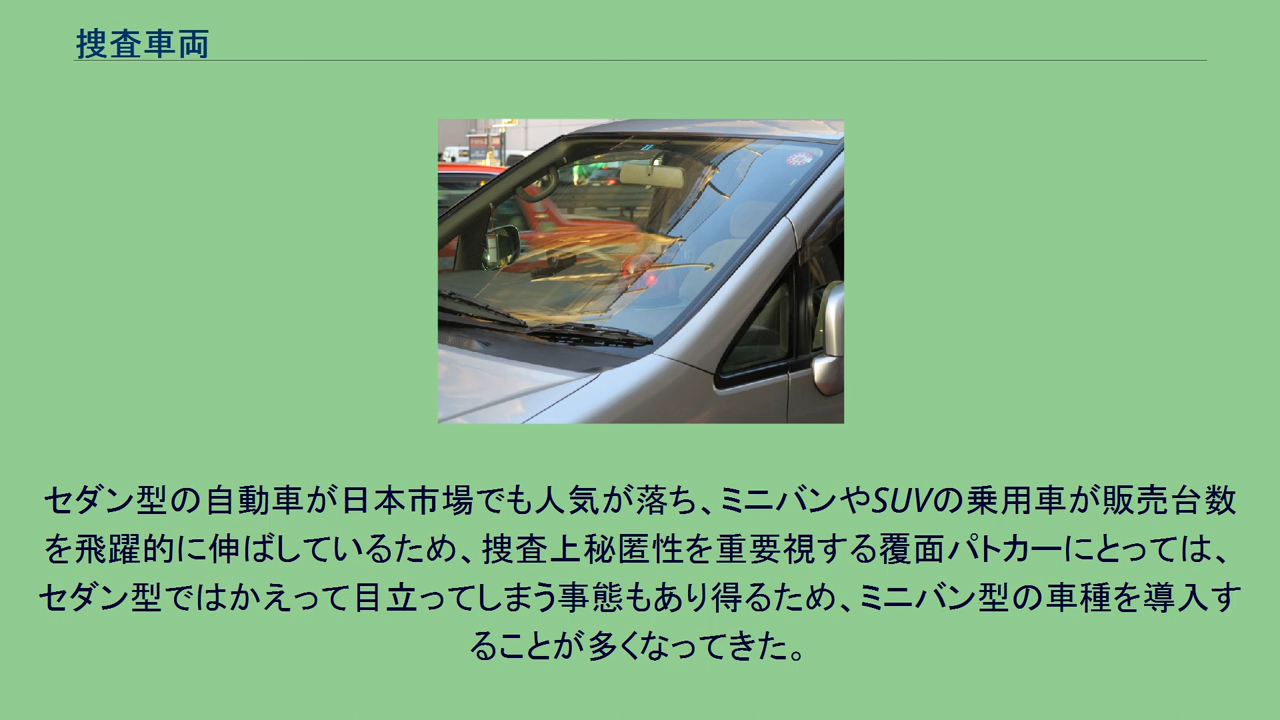 捜査車両
セダン型の自動車が日本市場でも人気が落ち、ミニバンやSUVの乗用車が販売台数
を飛躍的に伸ばしているため、捜査上秘匿性を重要視する覆面パトカーにとっては、
セダン型ではかえって目立ってしまう事態もあり得るため、ミニバン型の車種を導入す
ることが多くなってきた。